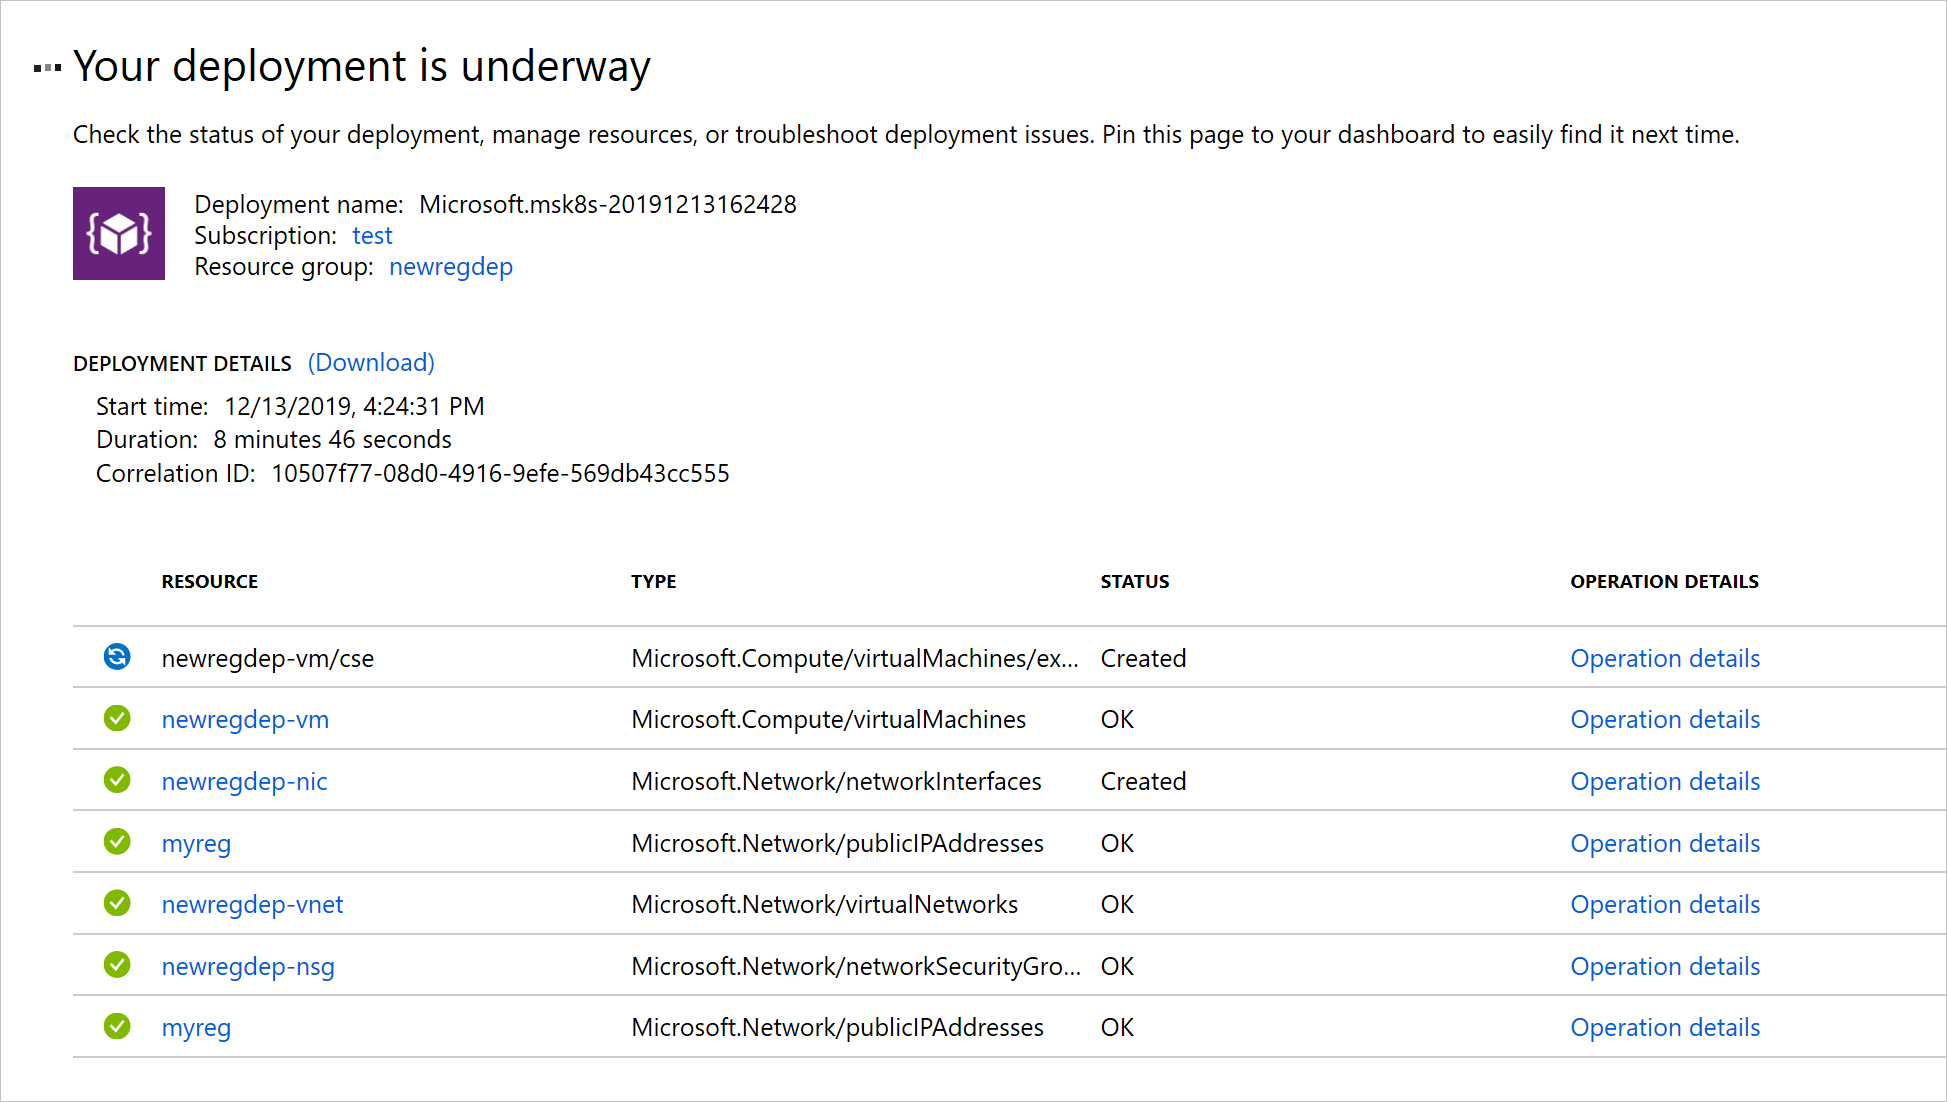 Your deployment is underway
Check the status of your deployment, manage resources, or troubleshoot deployment issues. Pin this page to your dashboard to easily find it next time.
Deployment name: Microsoft.msk8s-20191213162428
Subscription: test
Resource group: newregdep
DEPLOYMENT DETAILS (Download)
Start time: 12/13/2019, 4:24:31 PM
Duration: 8 minutes 46 seconds
Correlation ID: 10507f77-08d0-4916-9efe-569db43cc555
RESOURCE TYPE STATUS OPERATION DETAILS
newregdep-vm/cse Microsoft.Compute/virtualMachines/ex... Created Operation details
newregdep-vm Microsoft.Compute/virtualMachines OK Operation details
newregdep-nic Microsoft.Network/networkInterfaces Created Operation details
myreg Microsoft.Network/publicIPAddresses OK Operation details
newregdep-vnet Microsoft.Network/virtualNetworks OK Operation details
newregdep-nsg Microsoft.Network/networkSecurityGro... OK Operation details
myreg Microsoft.Network/publicIPAddresses OK Operation details